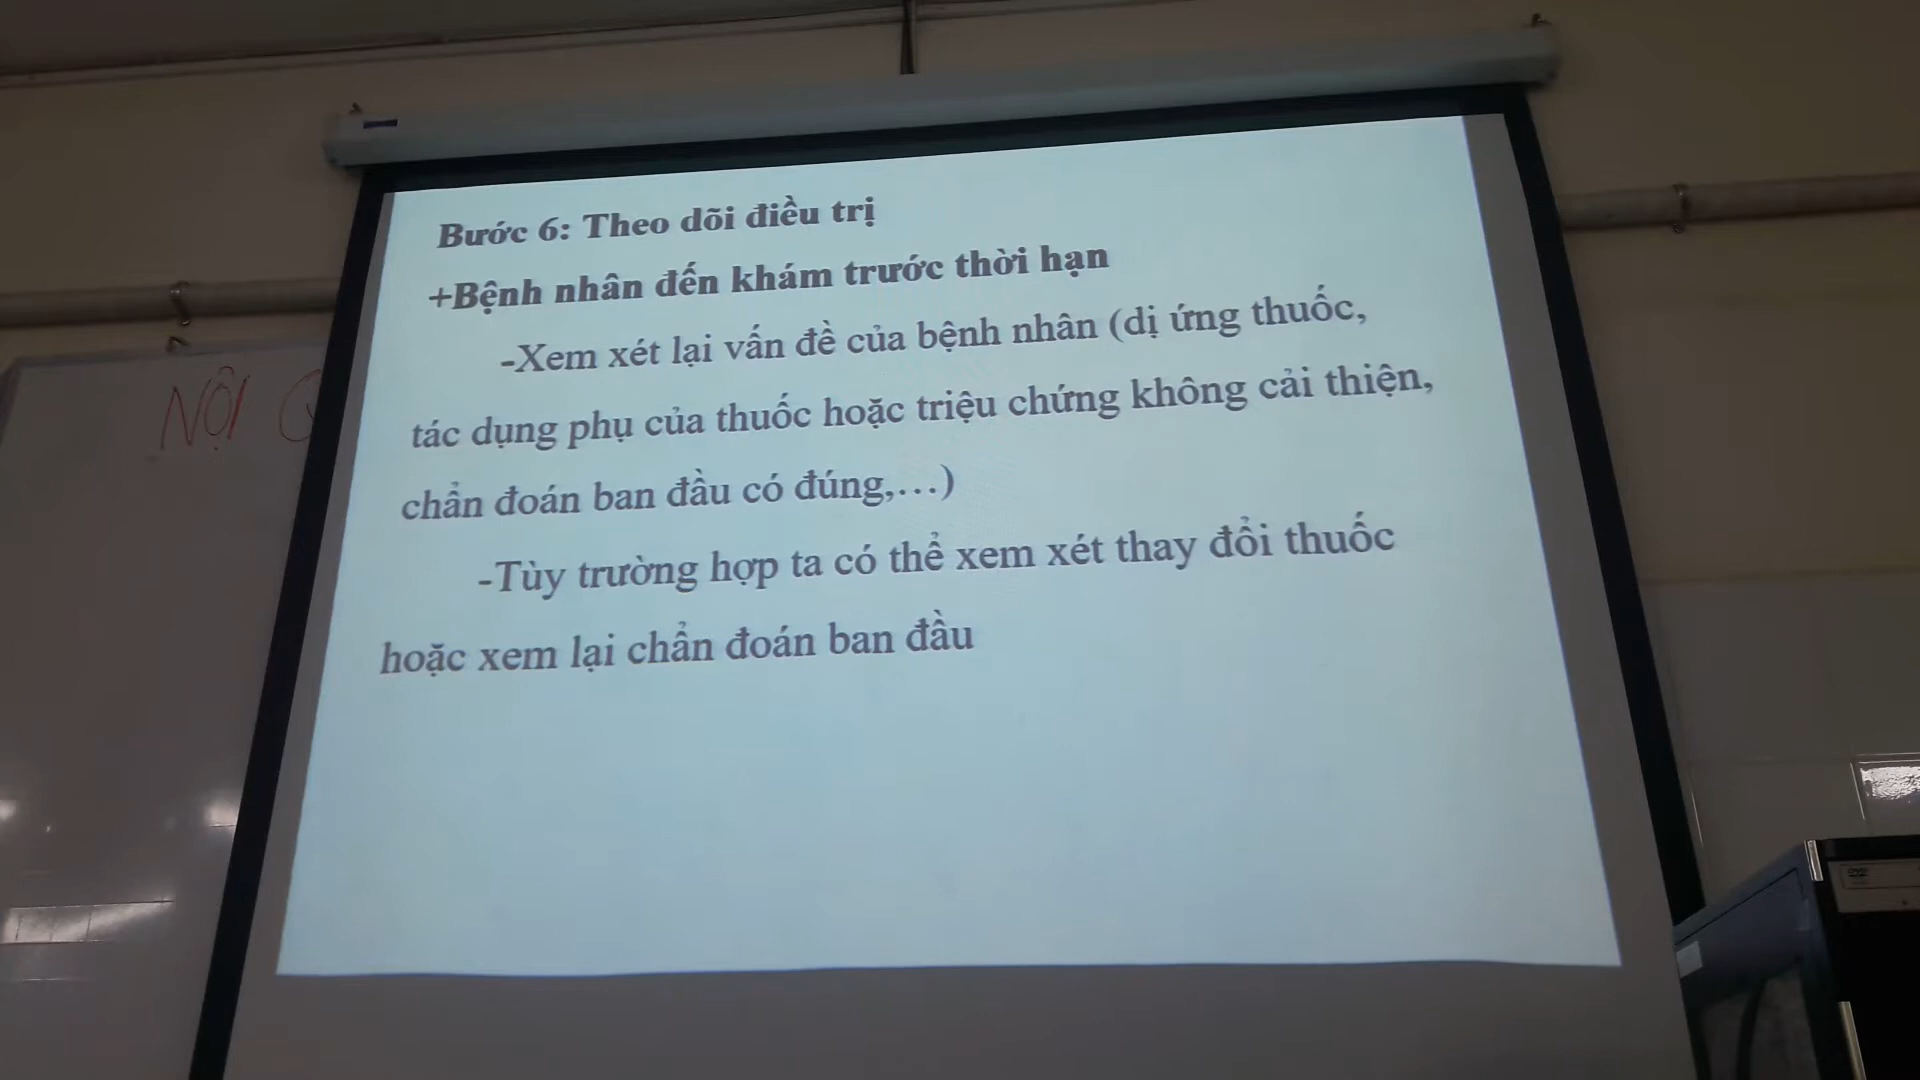 Bước 6: Theo dõi điều trị
+Bệnh nhân đến khám trước thời hạn
-Xem xét lại vấn đề của bệnh nhân (dị ứng thuốc,
tác dụng phụ của thuốc hoặc triệu chứng không cải thiện,
chẩn đoán ban đầu có đúng,…)
-Tùy trường hợp ta có thể xem xét thay đổi thuốc
hoặc xem lại chẩn đoán ban đầu
NỘI